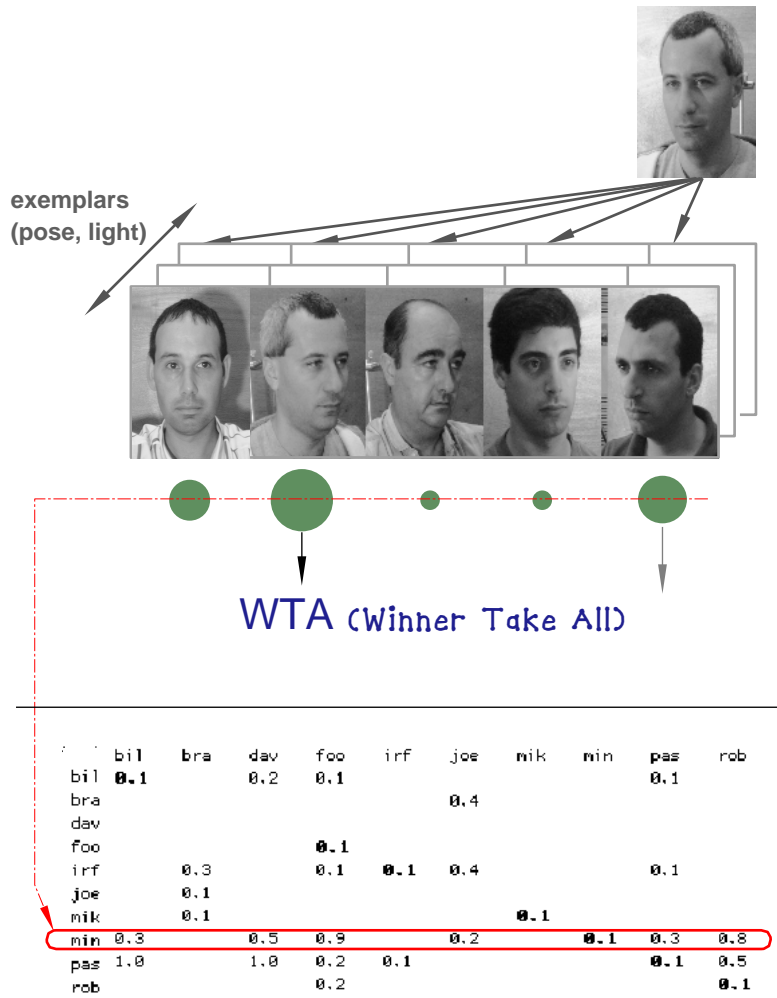 exemplars
(pose, light)
WTA (Winner Take All)
bil bra dav foo irf joe mik min pas rob
bil 0.1 0.2 0.1 0.1
bra 0.4
dav
foo 0.1
irf 0.3 0.1 0.1 0.4 0.1
joe 0.1
mik 0.1 0.1
min 0.3 0.5 0.9 0.2 0.1 0.3 0.8
pas 1.0 1.0 0.2 0.1 0.1 0.5
rob 0.2 0.1